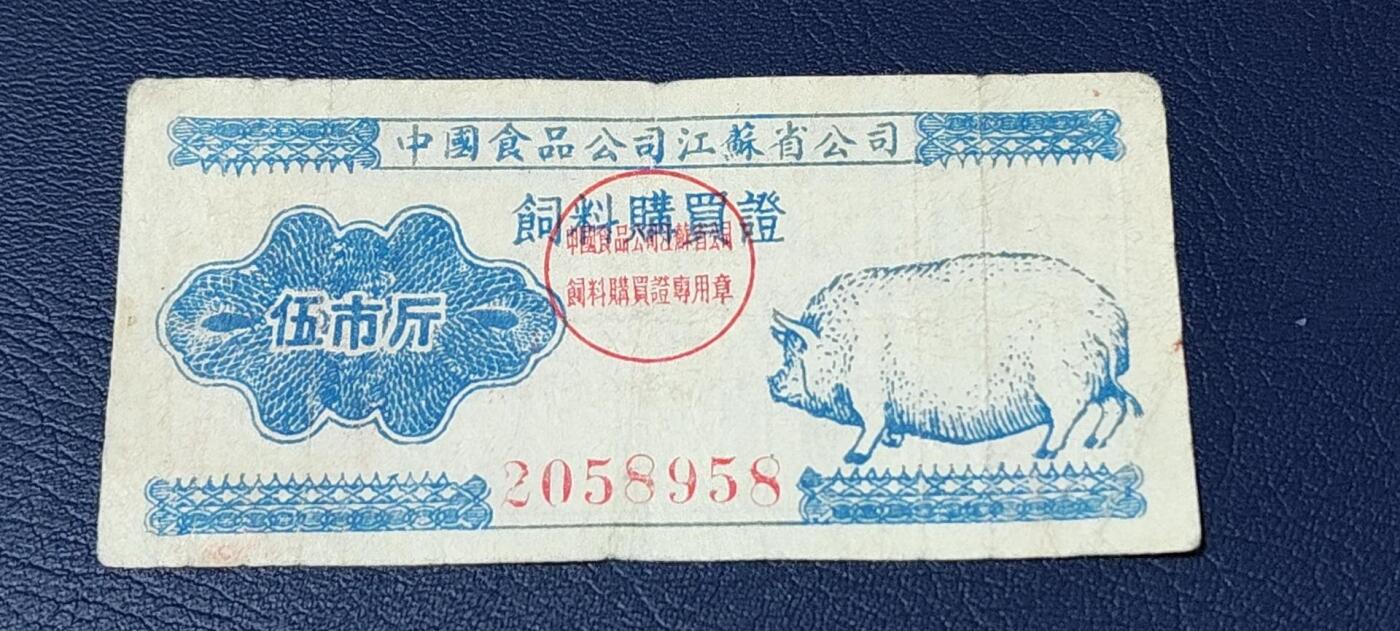 中國食品公司江蘇省公司
飼料購買證
中國食品公司江蘇省公司
飼料購買證專用章
伍市斤
2058958